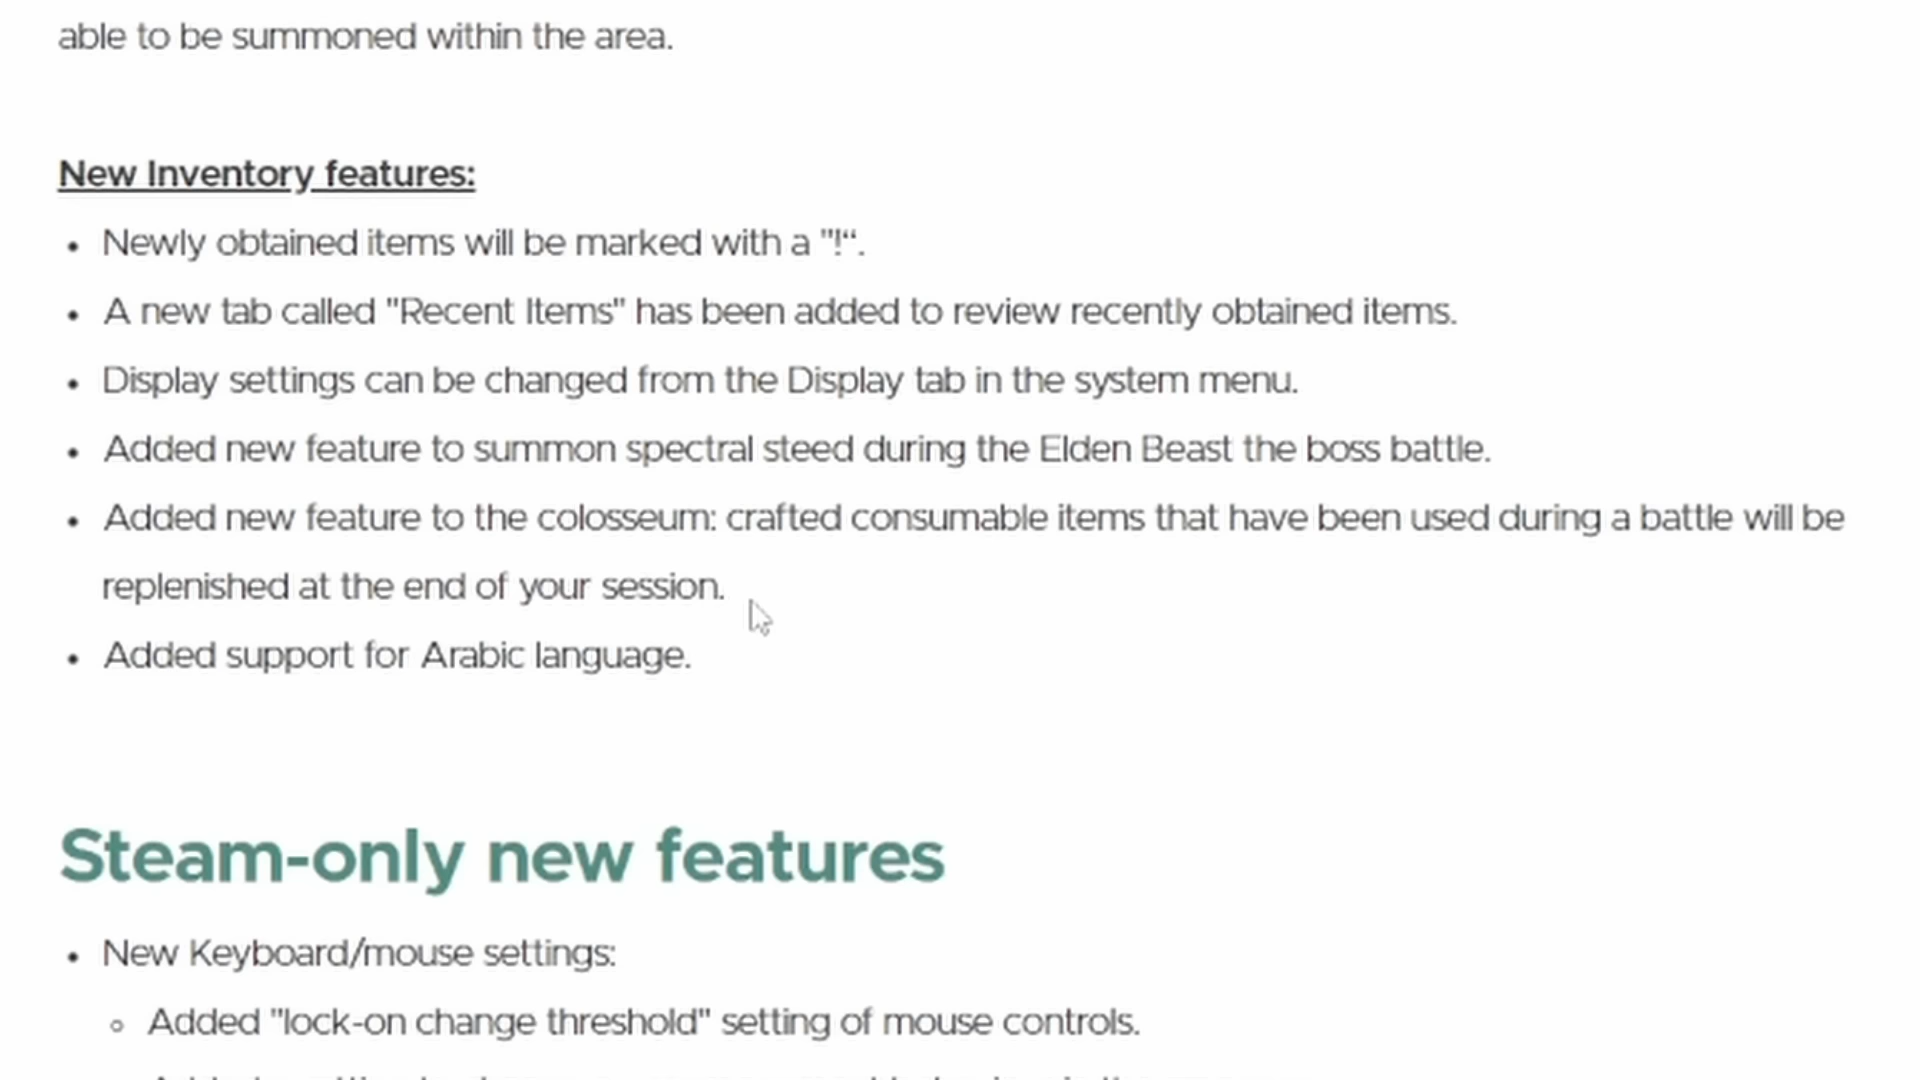 able to be summoned within the area.
New Inventory features:
• Newly obtained items will be marked with a "!“.
• A new tab called "Recent Items" has been added to review recently obtained items.
• Display settings can be changed from the Display tab in the system menu.
• Added new feature to summon spectral steed during the Elden Beast the boss battle.
• Added new feature to the colosseum: crafted consumable items that have been used during a battle will be
replenished at the end of your session.
• Added support for Arabic language.
Steam-only new features
• New Keyboard/mouse settings:
◦ Added "lock-on change threshold" setting of mouse controls.